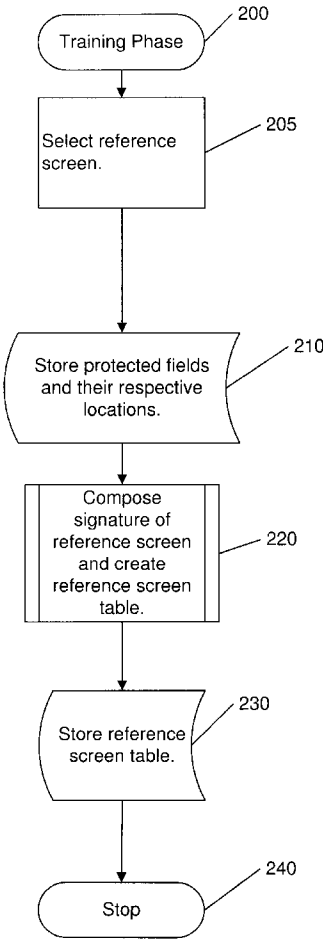 Training Phase
200
Select reference
screen.
205
Store protected fields
and their respective
locations.
210
Compose
signature of
reference screen
and create
reference screen
table.
220
Store reference
screen table.
230
Stop
240